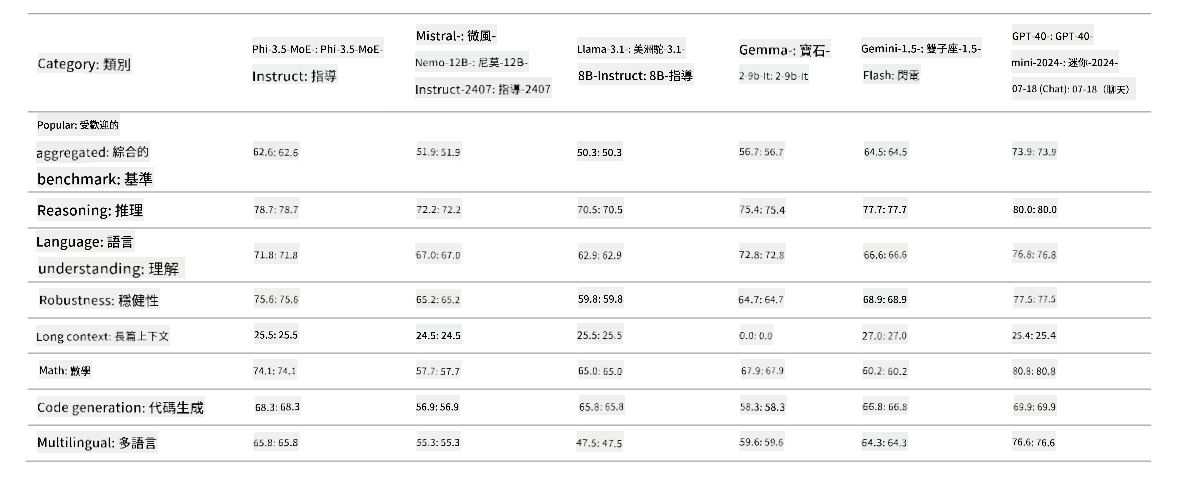 Category: 類別
Phi-3.5-MoE-: Phi-3.5-MoE-
Instruct: 指導
Mistral-: 微風-
Nemo-12B-: 尼莫-12B-
Instruct-2407: 指導-2407
Llama-3.1-: 美洲駝-3.1-
8B-Instruct: 8B-指導
Gemma-: 寶石-
2-9b-It: 2-9b-It
Gemini-1.5-: 雙子座-1.5-
Flash: 閃電
GPT-40-: GPT-40-
mini-2024-: 迷你-2024-
07-18 (Chat): 07-18（聊天）
Popular: 受歡迎的
aggregated: 綜合的
benchmark: 基準
62.6: 62.6
51.9: 51.9
50.3: 50.3
56.7: 56.7
64.5: 64.5
73.9: 73.9
Reasoning: 推理
78.7: 78.7
72.2: 72.2
70.5: 70.5
75.4: 75.4
77.7: 77.7
80.0: 80.0
Language: 語言
understanding: 理解
71.8: 71.8
67.0: 67.0
62.9: 62.9
72.8: 72.8
66.6: 66.6
76.8: 76.8
Robustness: 穩健性
75.6: 75.6
65.2: 65.2
59.8: 59.8
64.7: 64.7
68.9: 68.9
77.5: 77.5
Long context: 長篇上下文
25.5: 25.5
24.5: 24.5
25.5: 25.5
0.0: 0.0
27.0: 27.0
25.4: 25.4
Math: 數學
74.1: 74.1
57.7: 57.7
65.0: 65.0
67.9: 67.9
60.2: 60.2
80.8: 80.8
Code generation: 代碼生成
68.3: 68.3
56.9: 56.9
65.8: 65.8
58.3: 58.3
66.8: 66.8
69.9: 69.9
Multilingual: 多語言
65.8: 65.8
55.3: 55.3
47.5: 47.5
59.6: 59.6
64.3: 64.3
76.6: 76.6